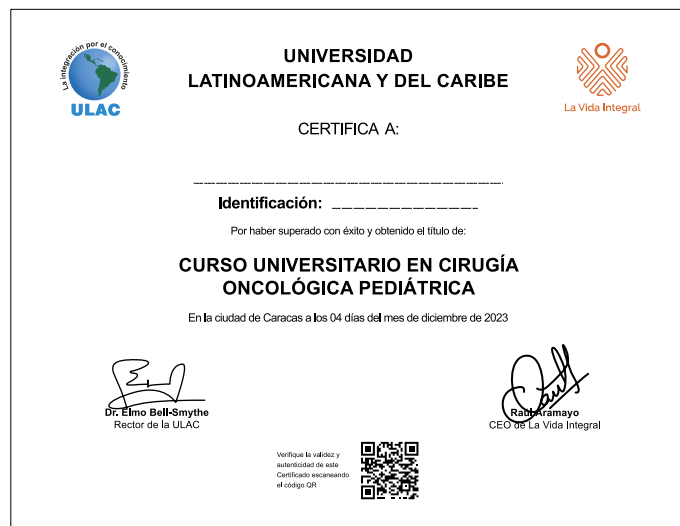 La integración por el conocimiento
ULAC
UNIVERSIDAD
LATINOAMERICANA Y DEL CARIBE
La Vida Integral
CERTIFICA A:
Identificación:
Por haber superado con éxito y obtenido el título de:
CURSO UNIVERSITARIO EN CIRUGÍA
ONCOLÓGICA PEDIÁTRICA
En la ciudad de Caracas a los 04 días del mes de diciembre de 2023
Dr. Elmo Bell-Smythe
Rector de la ULAC
Raúl Aramayo
CEO de La Vida Integral
Verifique la validez y
autenticidad de este
Certificado escaneando
el código QR